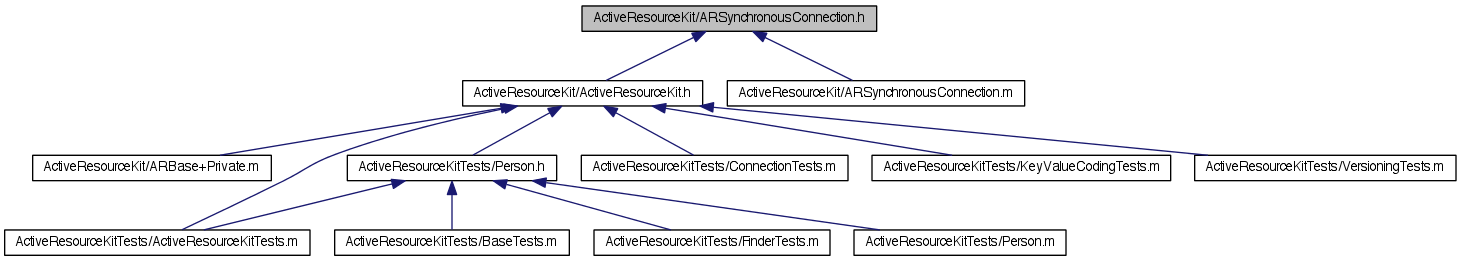 ActiveResourceKit/ARSynchronousConnection.h
ActiveResourceKit/ActiveResourceKit.h
ActiveResourceKit/ARSynchronousConnection.m
ActiveResourceKit/ARBase+Private.m
ActiveResourceKitTests/Person.h
ActiveResourceKitTests/ConnectionTests.m
ActiveResourceKitTests/KeyValueCodingTests.m
ActiveResourceKitTests/VersioningTests.m
ActiveResourceKitTests/ActiveResourceKitTests.m
ActiveResourceKitTests/BaseTests.m
ActiveResourceKitTests/FinderTests.m
ActiveResourceKitTests/Person.m